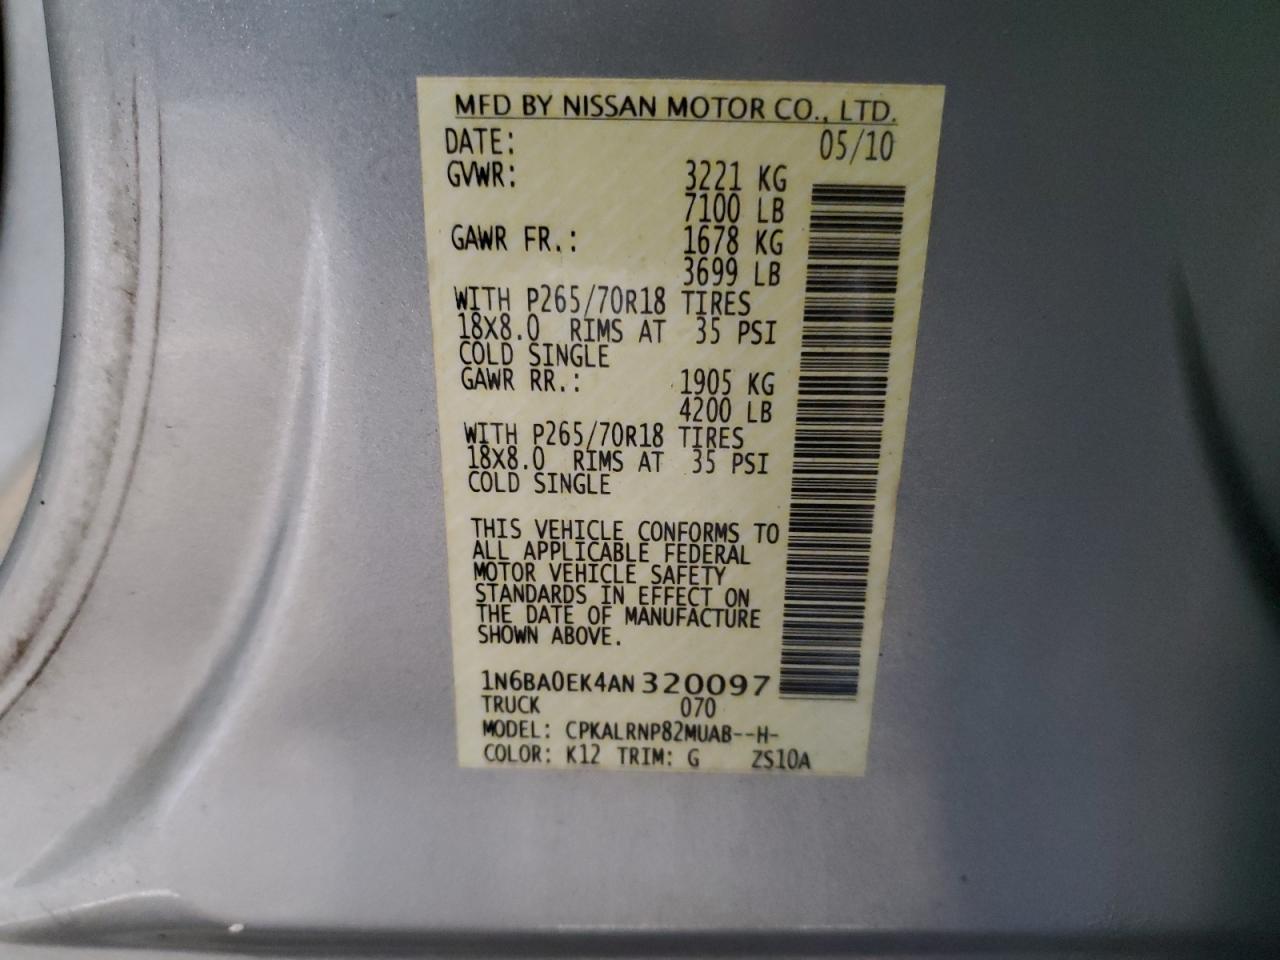 MFD BY NISSAN MOTOR CO., LTD.
DATE: 05/10
GVWR: 3221 KG
7100 LB
GAWR FR.: 1678 KG
3699 LB
WITH P265/70R18 TIRES
18X8.0 RIMS AT 35 PSI
COLD SINGLE
GAWR RR.: 1905 KG
4200 LB
WITH P265/70R18 TIRES
18X8.0 RIMS AT 35 PSI
COLD SINGLE
THIS VEHICLE CONFORMS TO
ALL APPLICABLE FEDERAL
MOTOR VEHICLE SAFETY
STANDARDS IN EFFECT ON
THE DATE OF MANUFACTURE
SHOWN ABOVE.
1N6BA0EK4AN320097
TRUCK 070
MODEL: CPKALRNP82MUAB--H-
COLOR: K12 TRIM: G ZS10A